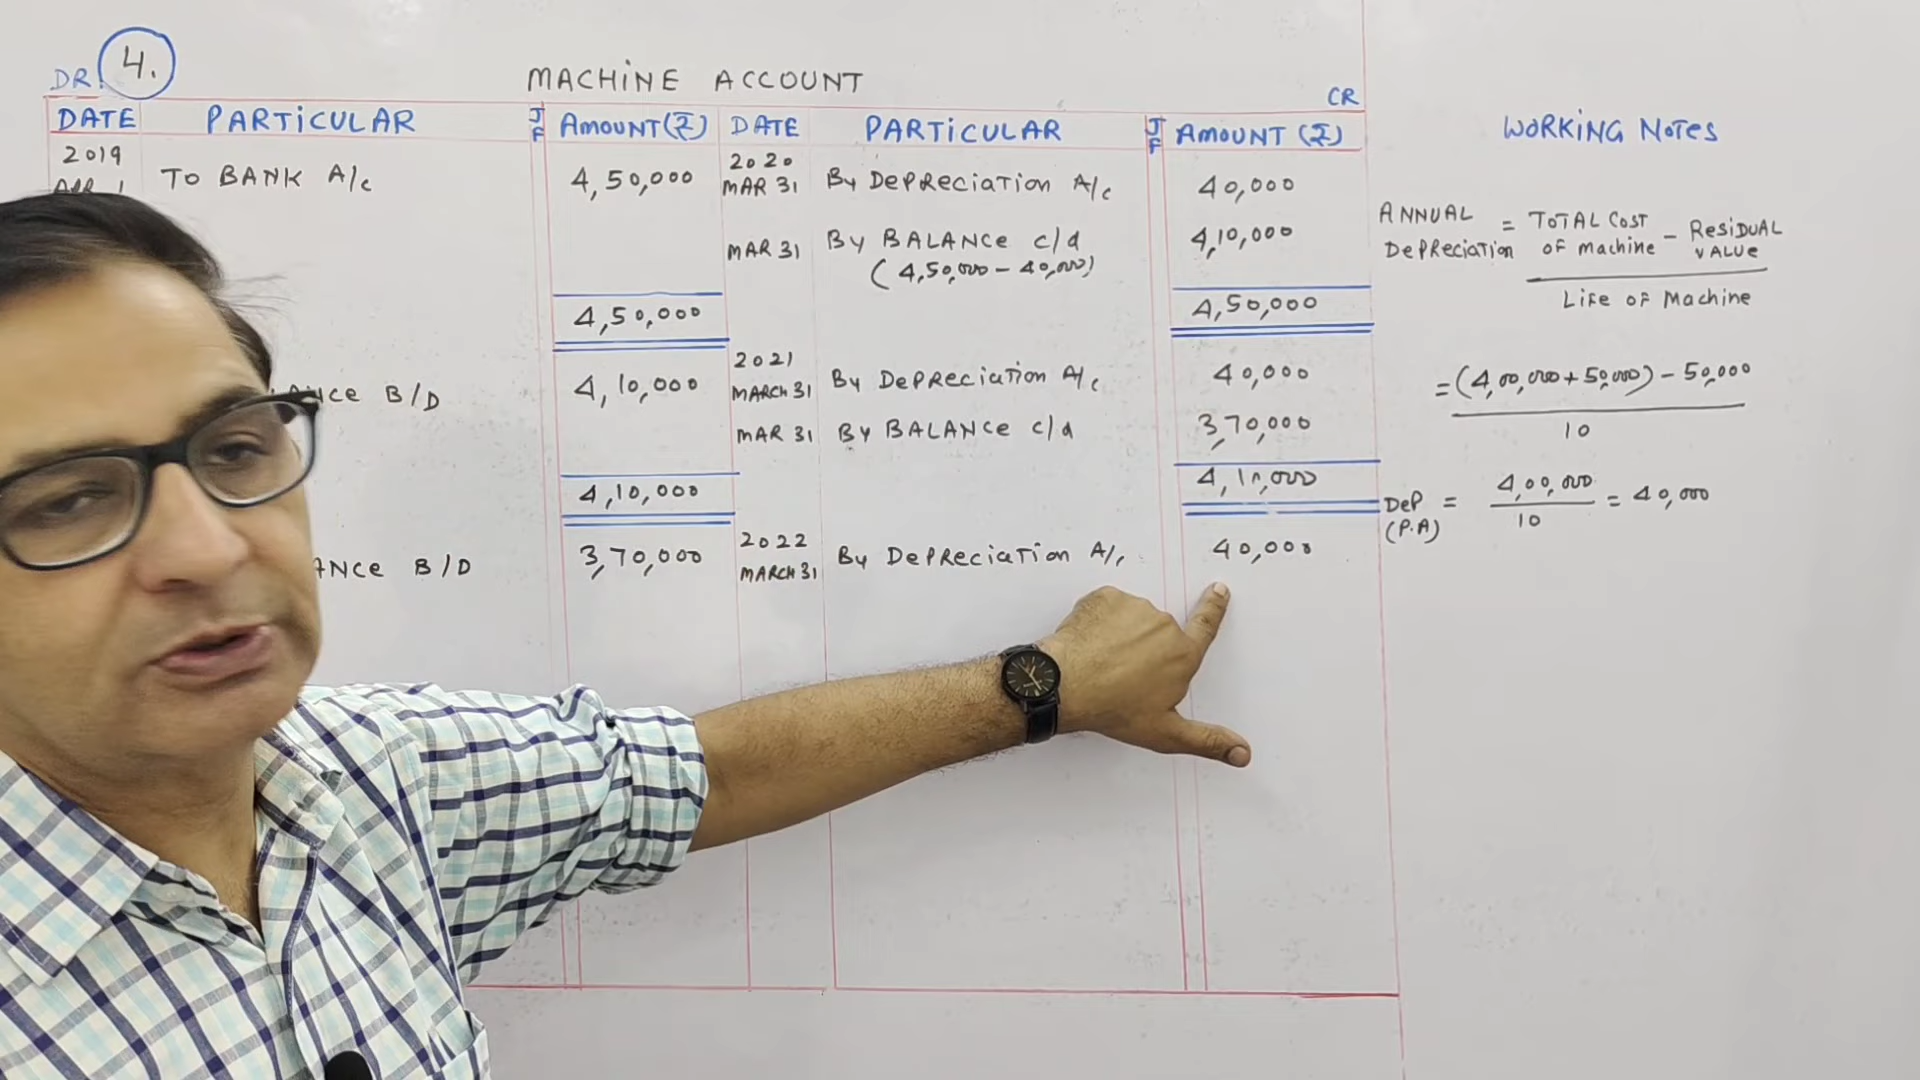 4.
DR.
MACHINE ACCOUNT
CR
DATE PARTICULAR J F AMOUNT (₹) DATE PARTICULAR J F AMOUNT (₹)
2019
APR 1 TO BANK A/c 4,50,000
2020
MAR 31 By DEPRECIATION A/c 40,000
MAR 31 By BALANCE c/d 4,10,000
(4,50,000 - 40,000)
4,50,000 4,50,000
B/D 4,10,000
2021
MARCH 31 By DEPRECIATION A/c 40,000
MAR 31 By BALANCE c/d 3,70,000
4,10,000 4,10,000
B/D 3,70,000
2022
MARCH 31 By DEPRECIATION A/c 40,000
WORKING NOTES
ANNUAL DEPRECIATION = TOTAL COST OF MACHINE - RESIDUAL VALUE
LIFE OF MACHINE
= (4,00,000 + 50,000) - 50,000
10
DEP (P.A) = 4,00,000 = 40,000
10